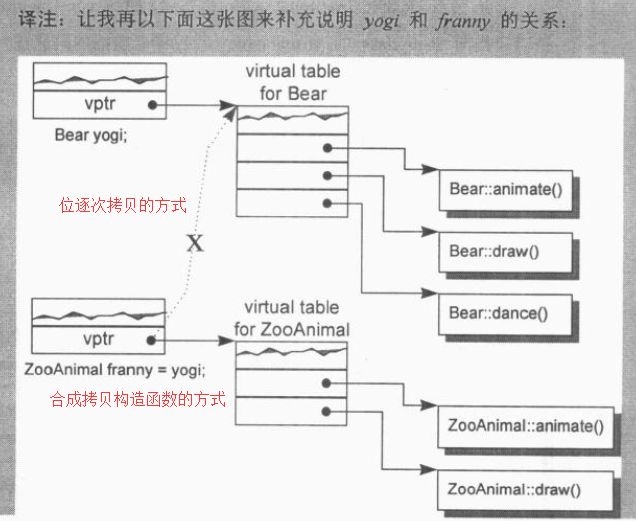 译注：让我再以下面这张图来补充说明 yogi 和 franny 的关系：
virtual table
for Bear
vptr
Bear yogi;
Bear::animate()
位逐次拷贝的方式
Bear::draw()
X
Bear::dance()
virtual table
for ZooAnimal
vptr
ZooAnimal franny = yogi;
合成拷贝构造函数的方式
ZooAnimal::animate()
ZooAnimal::draw()